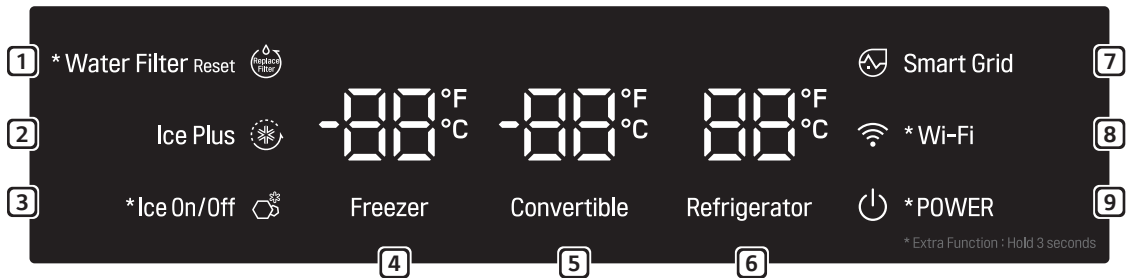 1 * Water Filter Reset Replace Filter
2 Ice Plus
3 * Ice On/Off
-88 °F °C
-88 °F °C
88 °F °C
Freezer
Convertible
Refrigerator
4
5
6
Smart Grid 7
* Wi-Fi 8
* POWER 9
* Extra Function : Hold 3 seconds